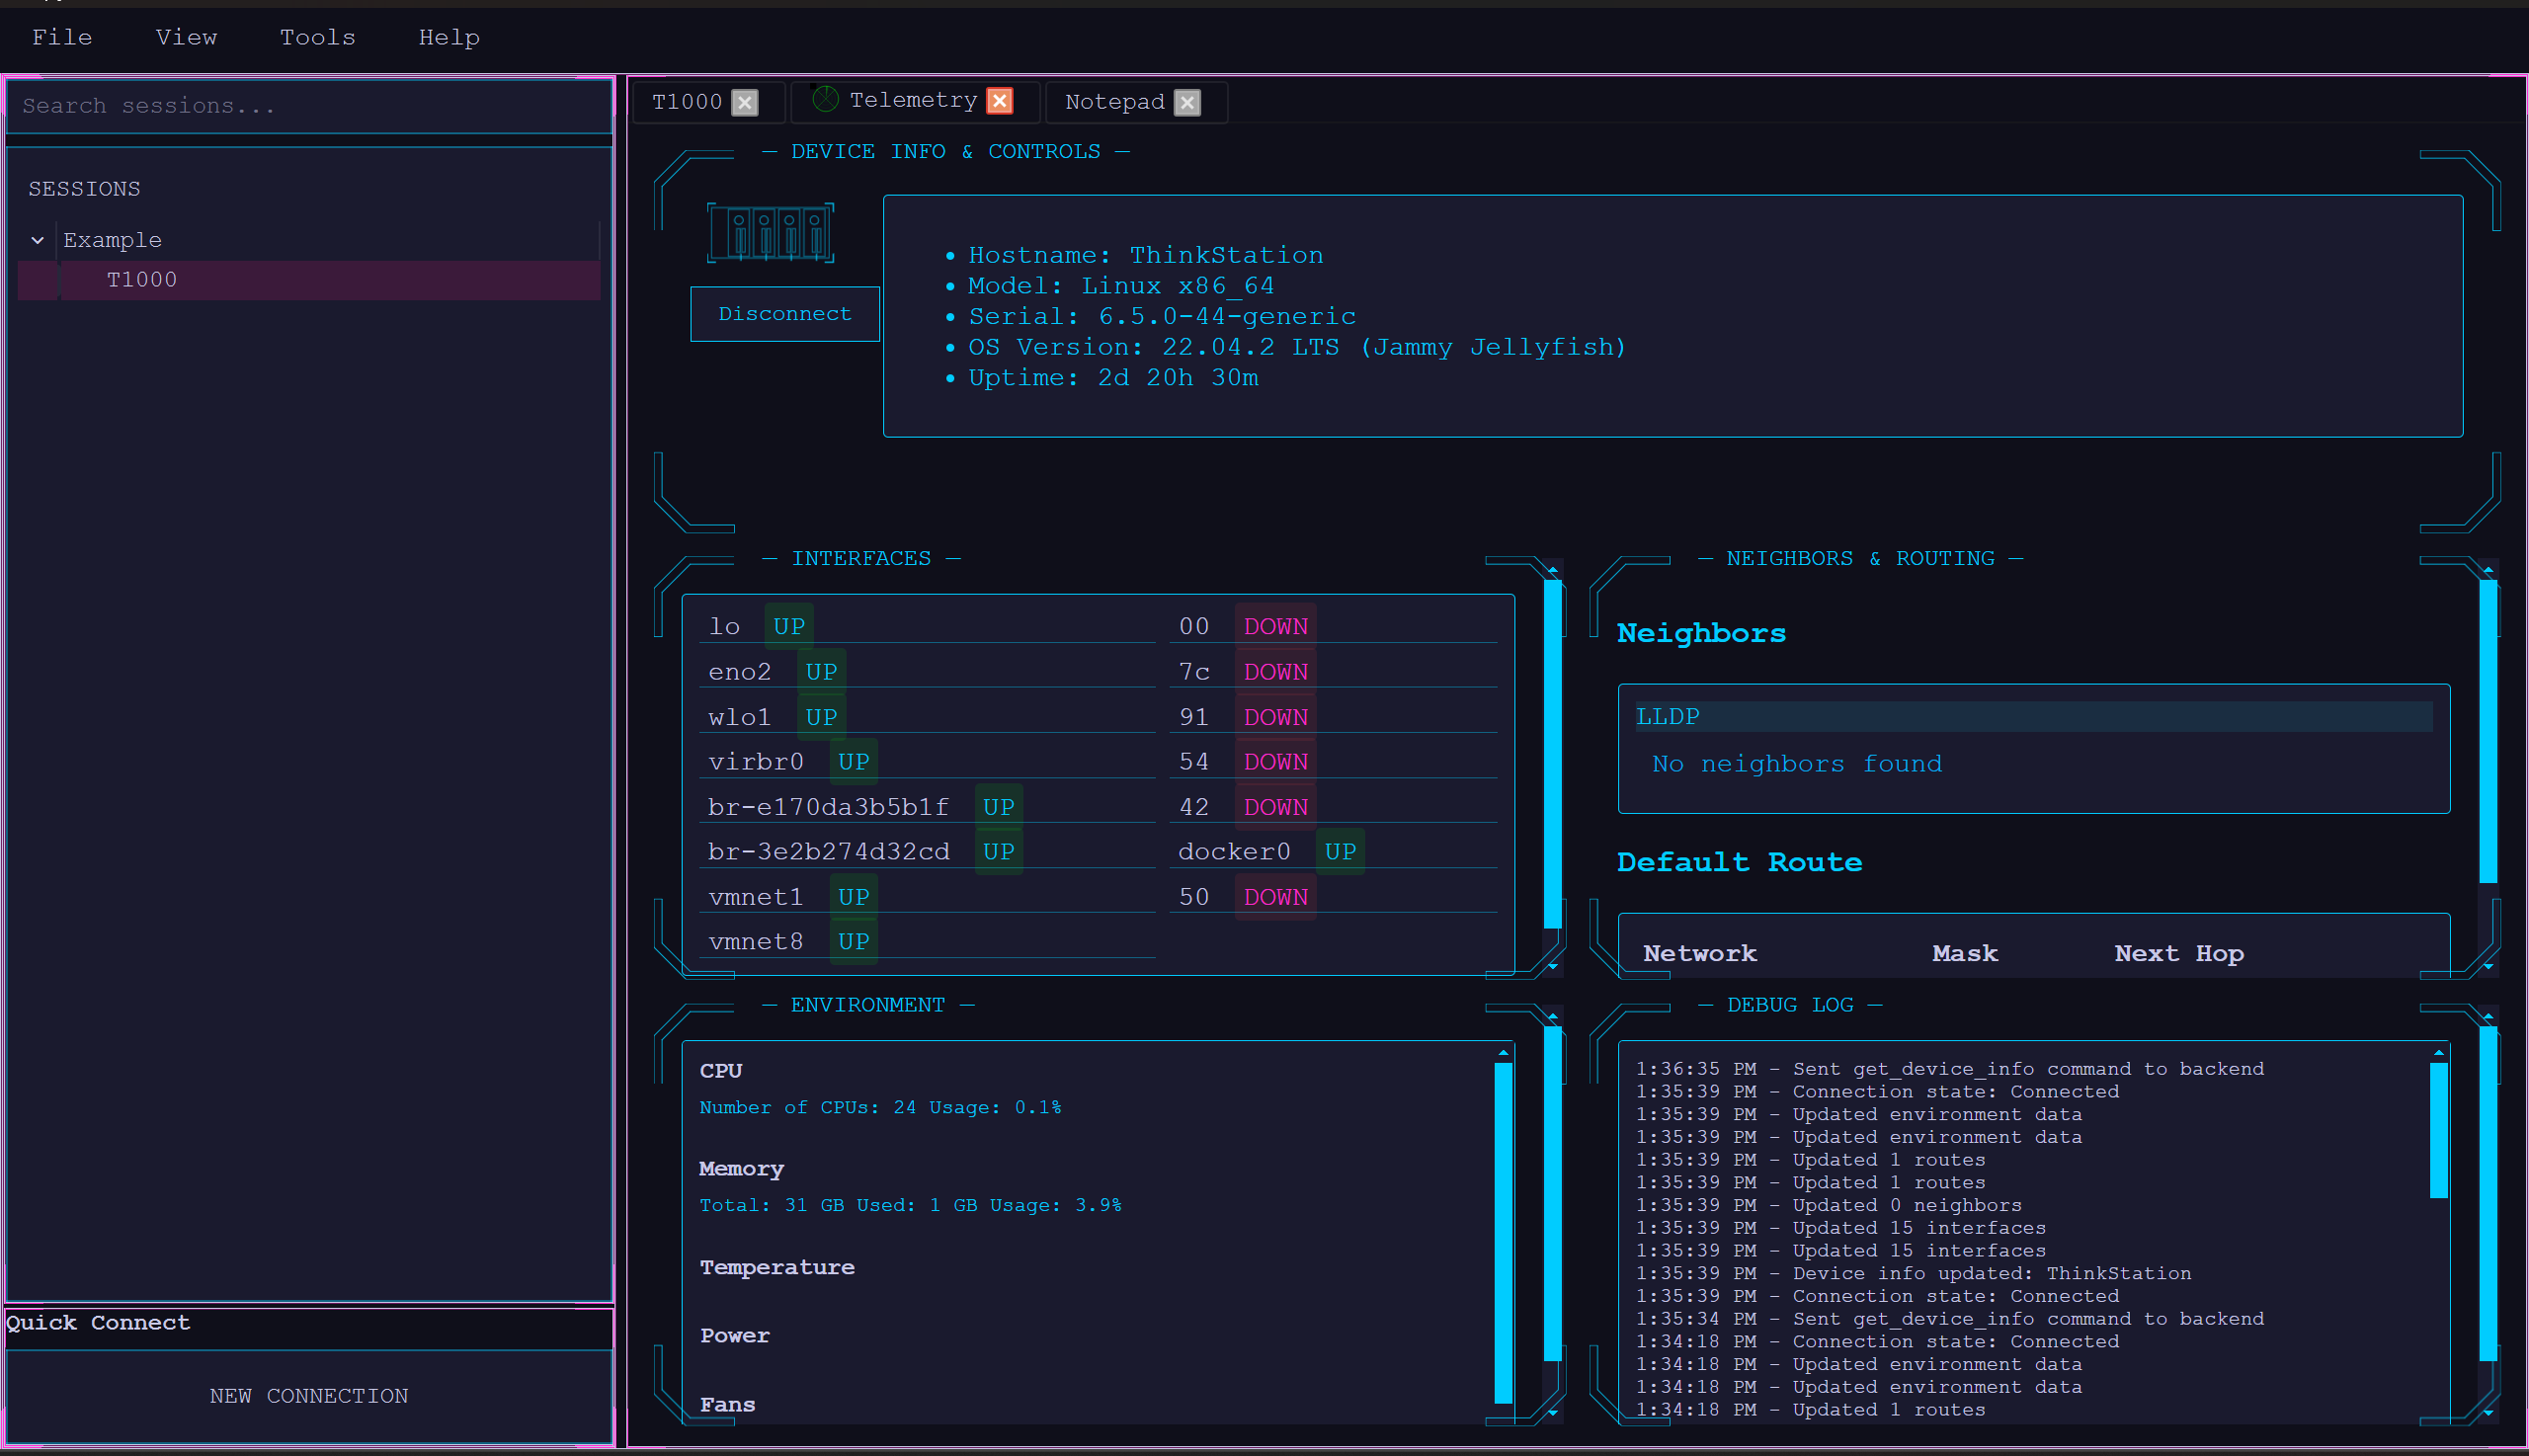 File View Tools Help
Search sessions...
SESSIONS
Example
T1000
Quick Connect
NEW CONNECTION
T1000 Telemetry Notepad
— DEVICE INFO & CONTROLS —
Disconnect
• Hostname: ThinkStation
• Model: Linux x86_64
• Serial: 6.5.0-44-generic
• OS Version: 22.04.2 LTS (Jammy Jellyfish)
• Uptime: 2d 20h 30m
— INTERFACES —
lo UP
eno2 UP
wlo1 UP
virbr0 UP
br-e170da3b5b1f UP
br-3e2b274d32cd UP
vmnet1 UP
vmnet8 UP
00 DOWN
7c DOWN
91 DOWN
54 DOWN
42 DOWN
docker0 UP
50 DOWN
— NEIGHBORS & ROUTING —
Neighbors
LLDP
No neighbors found
Default Route
Network Mask Next Hop
— ENVIRONMENT —
CPU
Number of CPUs: 24 Usage: 0.1%
Memory
Total: 31 GB Used: 1 GB Usage: 3.9%
Temperature
Power
Fans
— DEBUG LOG —
1:36:35 PM - Sent get_device_info command to backend
1:35:39 PM - Connection state: Connected
1:35:39 PM - Updated environment data
1:35:39 PM - Updated environment data
1:35:39 PM - Updated 1 routes
1:35:39 PM - Updated 1 routes
1:35:39 PM - Updated 0 neighbors
1:35:39 PM - Updated 15 interfaces
1:35:39 PM - Updated 15 interfaces
1:35:39 PM - Device info updated: ThinkStation
1:35:39 PM - Connection state: Connected
1:35:34 PM - Sent get_device_info command to backend
1:34:18 PM - Connection state: Connected
1:34:18 PM - Updated environment data
1:34:18 PM - Updated environment data
1:34:18 PM - Updated 1 routes